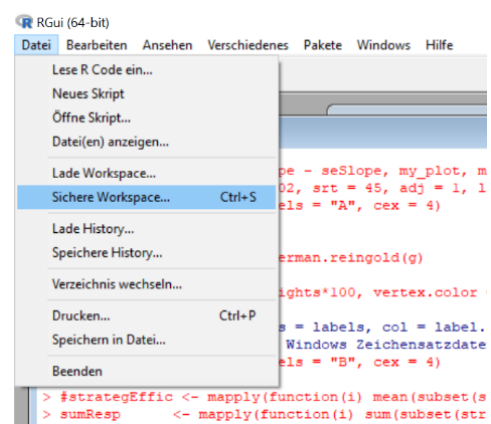 RGui (64-bit)
Datei Bearbeiten Ansehen Verschiedenes Pakete Windows Hilfe
Lese R Code ein...
Neues Skript
Öffne Skript...
Datei(en) anzeigen...
Lade Workspace...
Sichere Workspace... Ctrl+S
Lade History...
Speichere History...
Verzeichnis wechseln...
Drucken... Ctrl+P
Speichern in Datei...
Beenden
pe - seSlope, my_plot, m
02, srt = 45, adj = 1, l
els = "A", cex = 4)
erman.reingold(g)
ights*100, vertex.color
s = labels, col = label.
Windows Zeichensatzdate
els = "B", cex = 4)
> #strategEffic <- mapply(function(i) mean(subset(s
> sumResp <- mapply(function(i) sum(subset(str